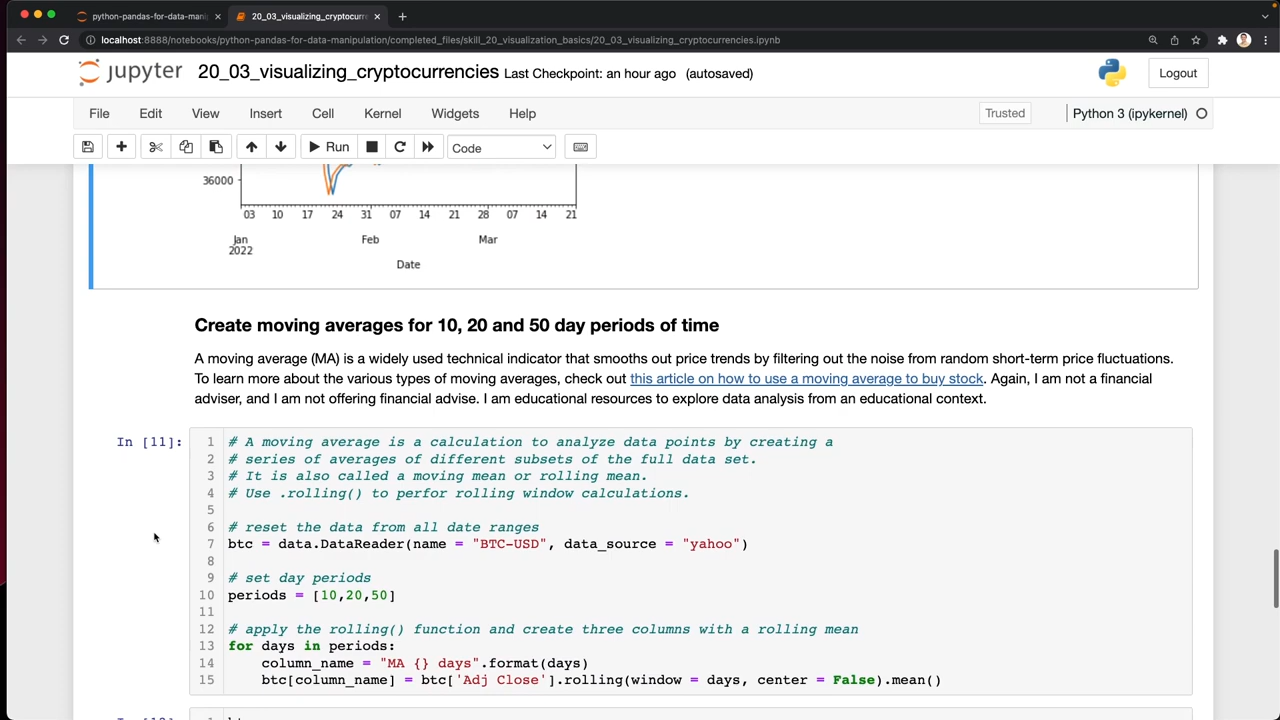 python-pandas-for-data-mani
20_03_visualizing_cryptocurr
localhost:8888/notebooks/python-pandas-for-data-manipulation/completed_files/skill_20_visualization_basics/20_03_visualizing_cryptocurrencies.ipynb
jupyter 20_03_visualizing_cryptocurrencies Last Checkpoint: an hour ago (autosaved)
Logout
File Edit View Insert Cell Kernel Widgets Help
Trusted
Python 3 (ipykernel)
Run
Code
36000
03 10 17 24 31 07 14 21 28 07 14 21
Jan Feb Mar
2022
Date
Create moving averages for 10, 20 and 50 day periods of time
A moving average (MA) is a widely used technical indicator that smooths out price trends by filtering out the noise from random short-term price fluctuations.
To learn more about the various types of moving averages, check out this article on how to use a moving average to buy stock. Again, I am not a financial
adviser, and I am not offering financial advise. I am educational resources to explore data analysis from an educational context.
In [11]:
1 # A moving average is a calculation to analyze data points by creating a
2 # series of averages of different subsets of the full data set.
3 # It is also called a moving mean or rolling mean.
4 # Use .rolling() to perfor rolling window calculations.
5
6 # reset the data from all date ranges
7 btc = data.DataReader(name = "BTC-USD", data_source = "yahoo")
8
9 # set day periods
10 periods = [10,20,50]
11
12 # apply the rolling() function and create three columns with a rolling mean
13 for days in periods:
14     column_name = "MA {} days".format(days)
15     btc[column_name] = btc['Adj Close'].rolling(window = days, center = False).mean()